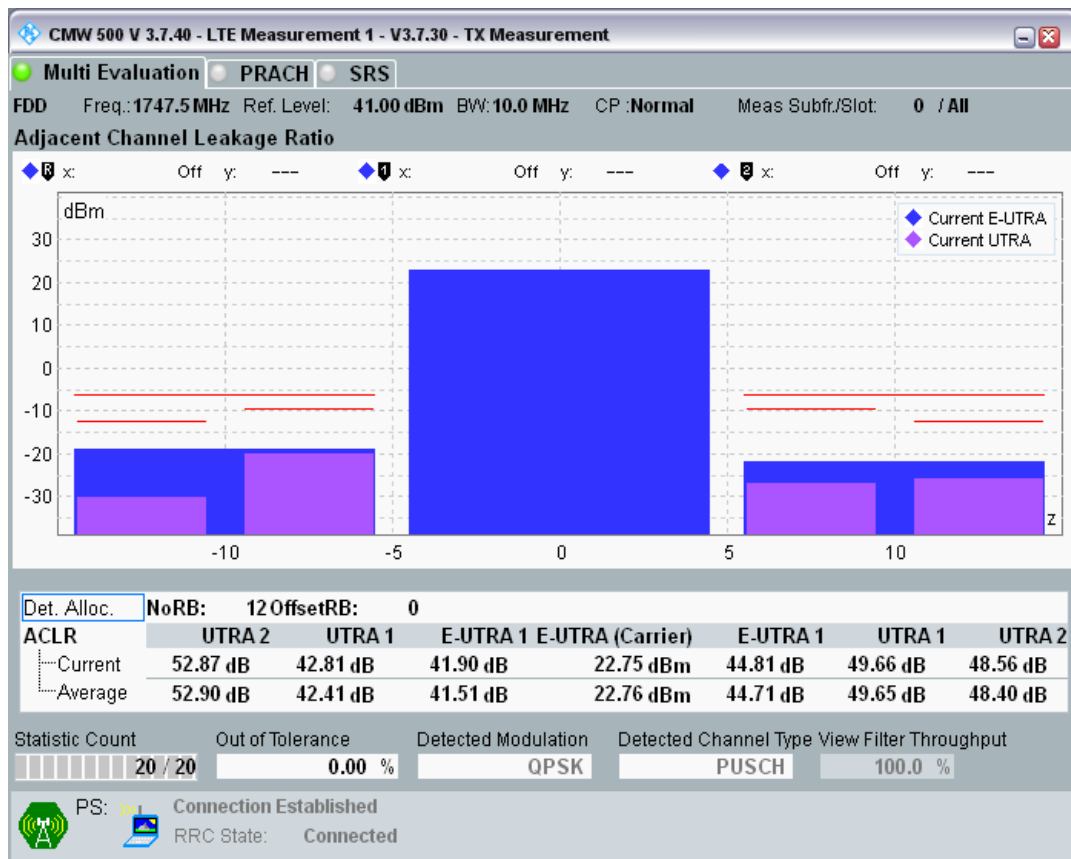 CMW 500 V 3.7.40 - LTE Measurement 1 - V3.7.30 - TX Measurement
Multi Evaluation PRACH SRS
FDD Freq.:1747.5 MHz Ref. Level: 41.00 dBm BW:10.0 MHz CP :Normal Meas Subfr./Slot: 0 / All
Adjacent Channel Leakage Ratio
R x: Off y: --- 1 x: Off y: --- 2 x: Off y: ---
dBm
Current E-UTRA
Current UTRA
30
20
10
0
-10
-20
-30
z
-10 -5 0 5 10
Det. Alloc. NoRB: 12 OffsetRB: 0
ACLR UTRA 2 UTRA 1 E-UTRA 1 E-UTRA (Carrier) E-UTRA 1 UTRA 1 UTRA 2
Current 52.87 dB 42.81 dB 41.90 dB 22.75 dBm 44.81 dB 49.66 dB 48.56 dB
Average 52.90 dB 42.41 dB 41.51 dB 22.76 dBm 44.71 dB 49.65 dB 48.40 dB
Statistic Count Out of Tolerance Detected Modulation Detected Channel Type View Filter Throughput
20 / 20 0.00 % QPSK PUSCH 100.0 %
PS: Connection Established
RRC State: Connected